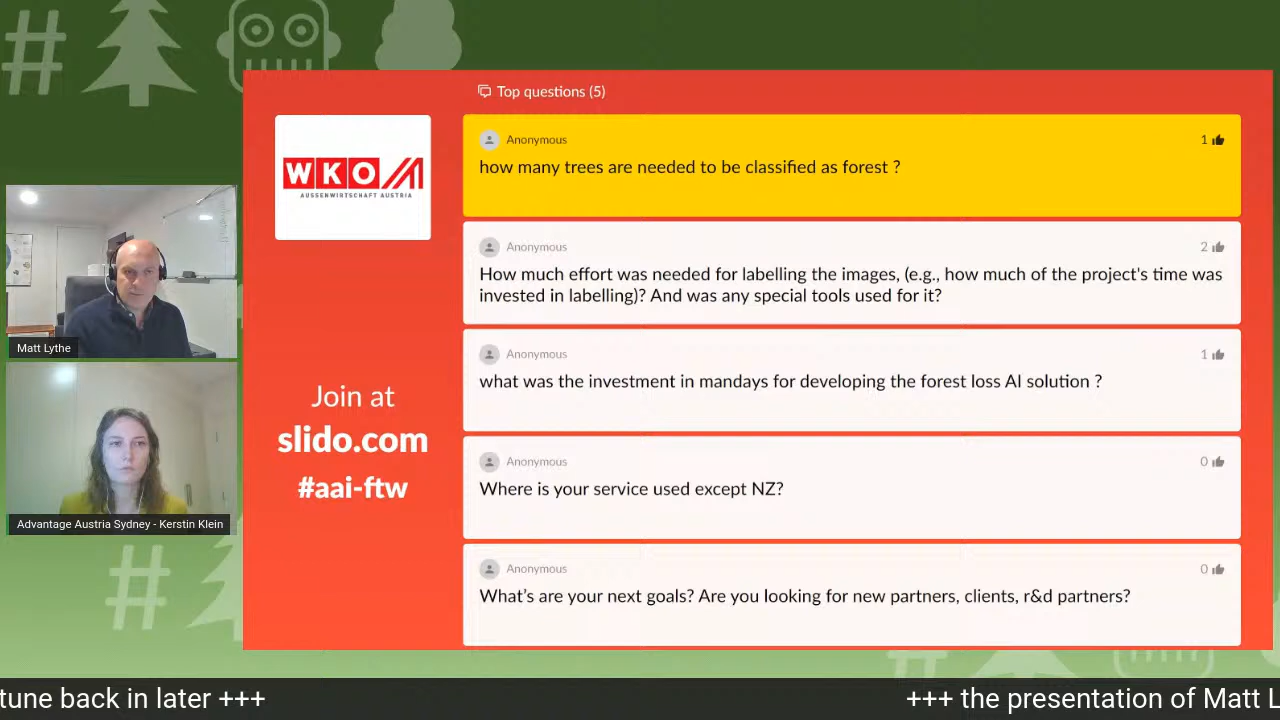 Top questions (5)
WKO
AUSSENWIRTSCHAFT AUSTRIA
Join at
slido.com
#aai-ftw
Anonymous
1
how many trees are needed to be classified as forest ?
Anonymous
2
How much effort was needed for labelling the images, (e.g., how much of the project's time was
invested in labelling)? And was any special tools used for it?
Anonymous
1
what was the investment in mandays for developing the forest loss AI solution ?
Anonymous
0
Where is your service used except NZ?
Anonymous
0
What's are your next goals? Are you looking for new partners, clients, r&d partners?
Matt Lythe
Advantage Austria Sydney - Kerstin Klein
tune back in later +++
+++ the presentation of Matt L
#
#
#